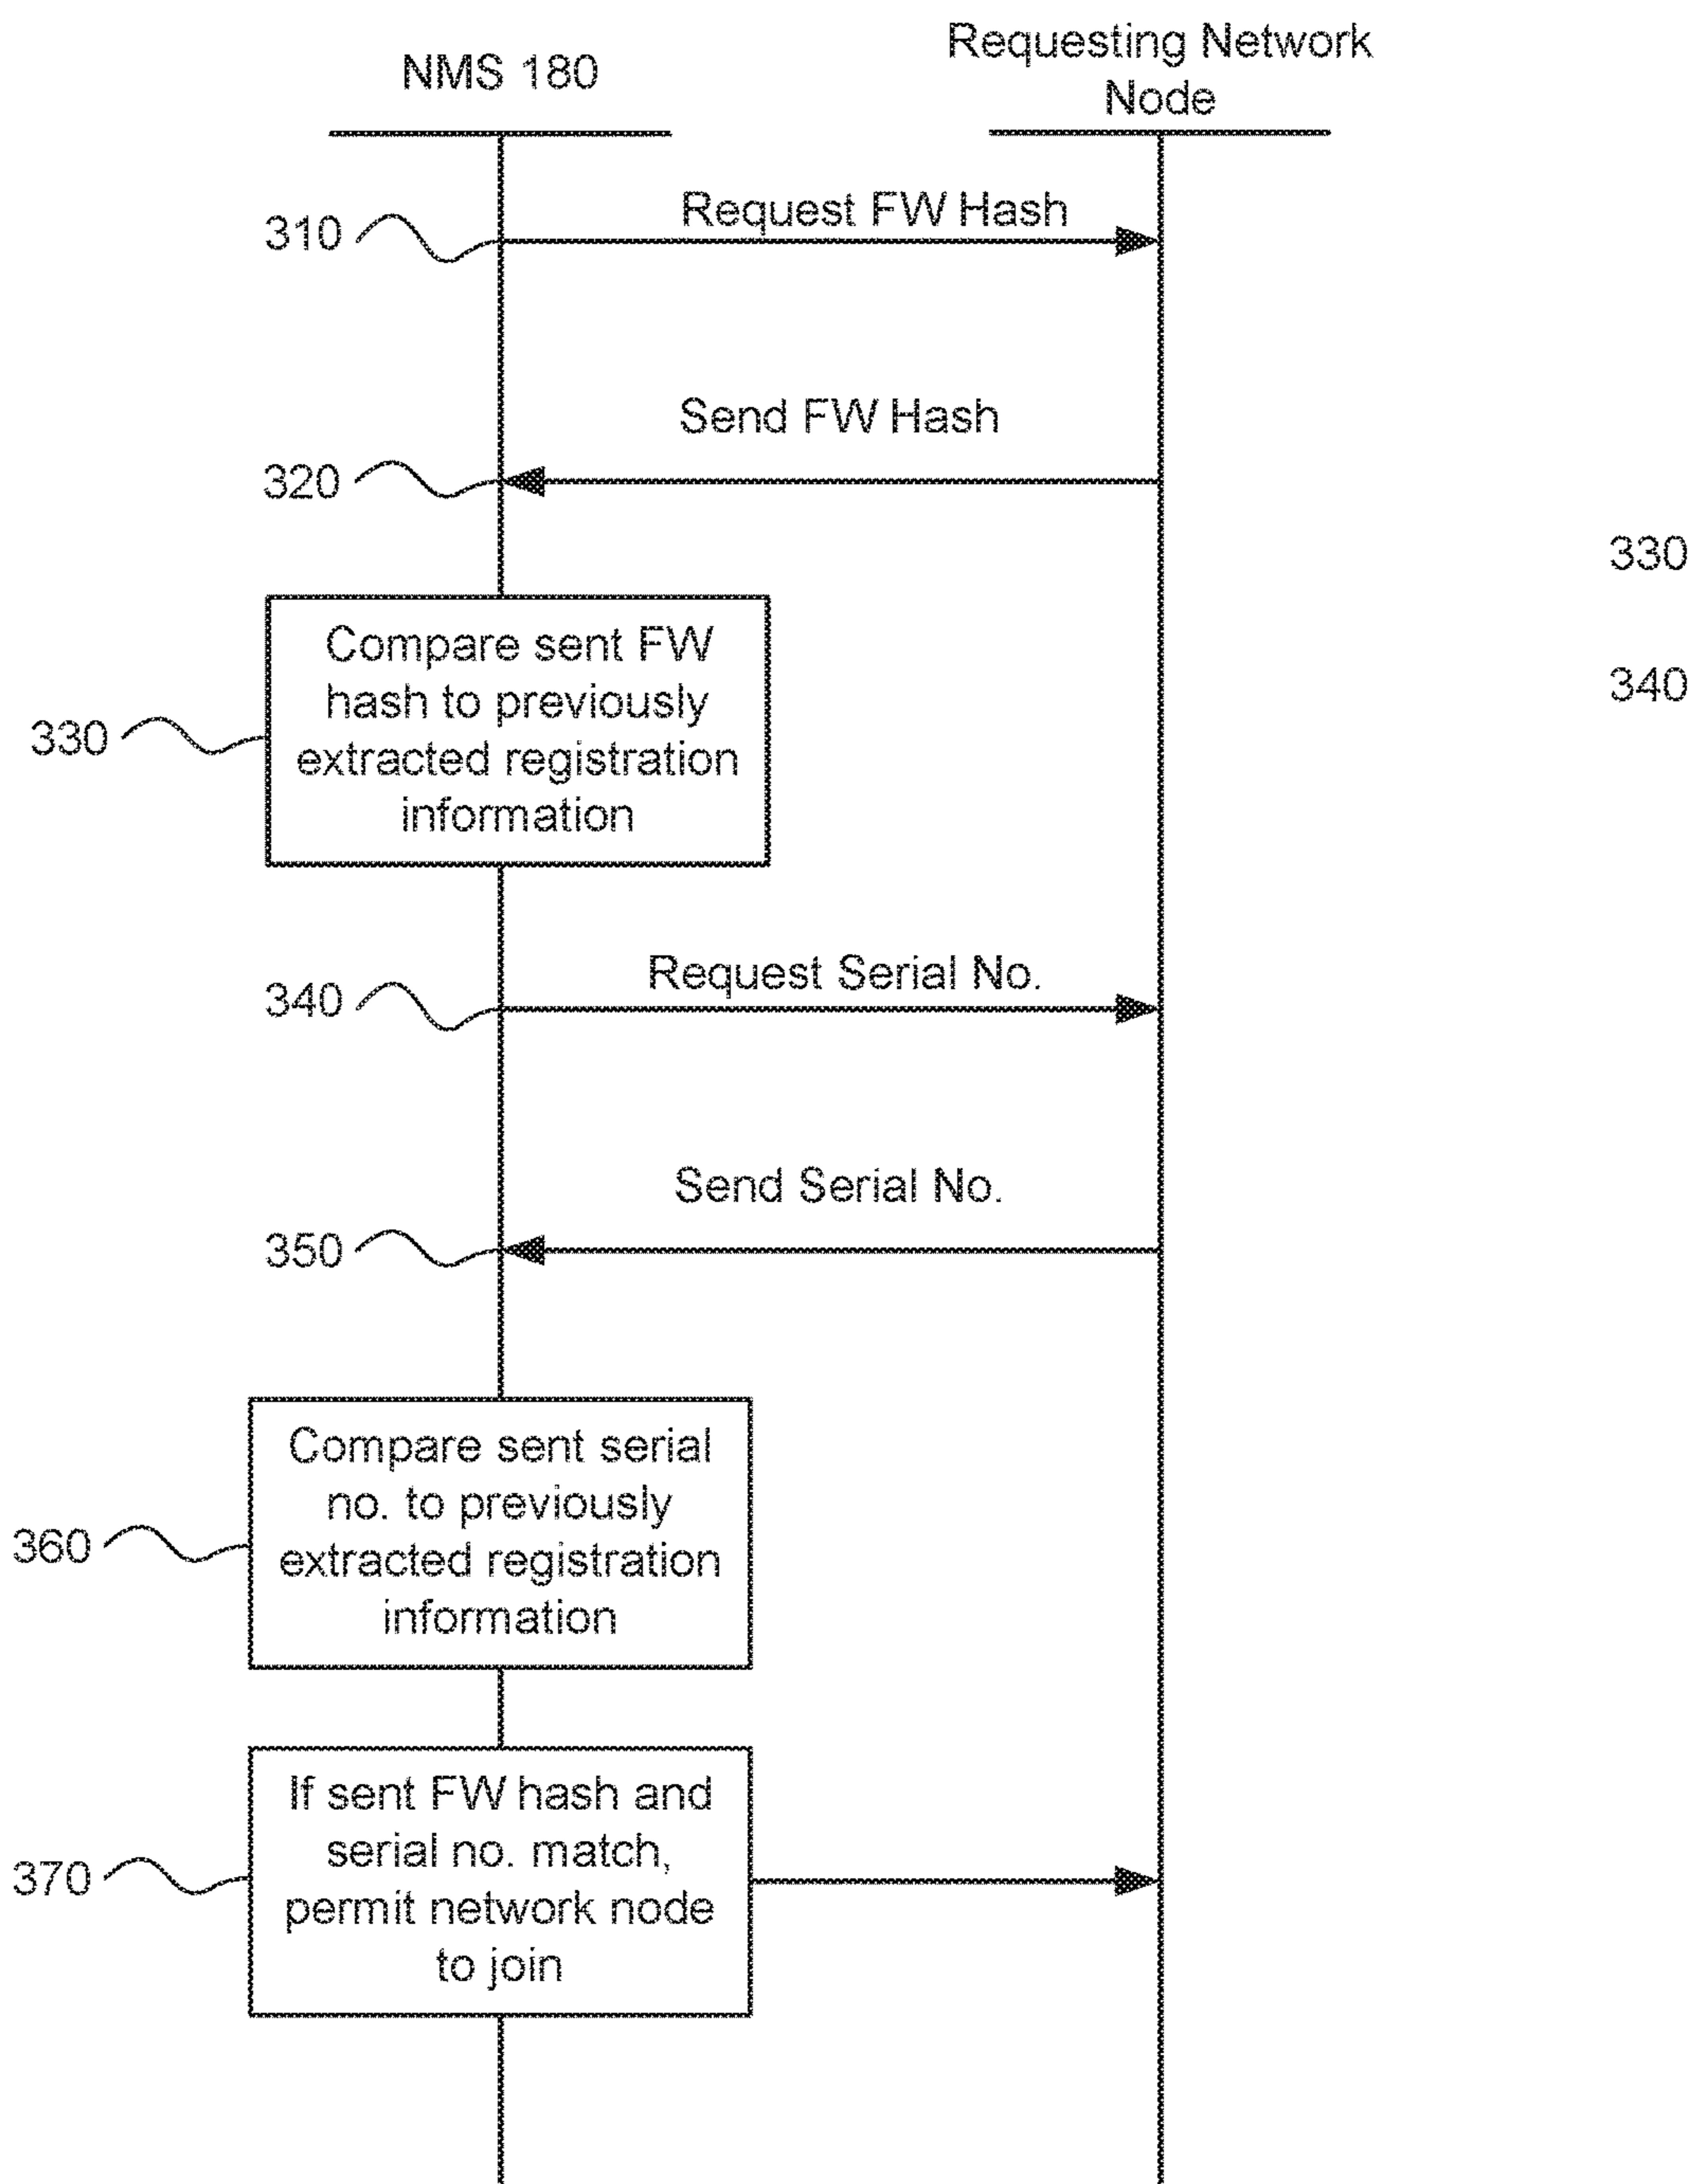 NMS 180
Requesting Network
Node
310
Request FW Hash
Send FW Hash
320
330
Compare sent FW
hash to previously
extracted registration
information
330
340
340
Request Serial No.
Send Serial No.
350
Compare sent serial
no. to previously
extracted registration
information
360
If sent FW hash and
serial no. match,
permit network node
to join
370